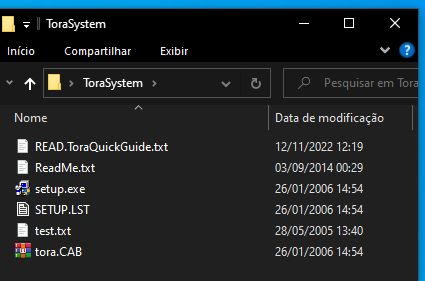 ToraSystem
Início Compartilhar Exibir
ToraSystem
Pesquisar em Tora
Nome Data de modificação
READ.ToraQuickGuide.txt 12/11/2022 12:19
ReadMe.txt 03/09/2014 00:29
setup.exe 26/01/2006 14:54
SETUP.LST 26/01/2006 14:54
test.txt 28/05/2005 13:40
tora.CAB 26/01/2006 14:54